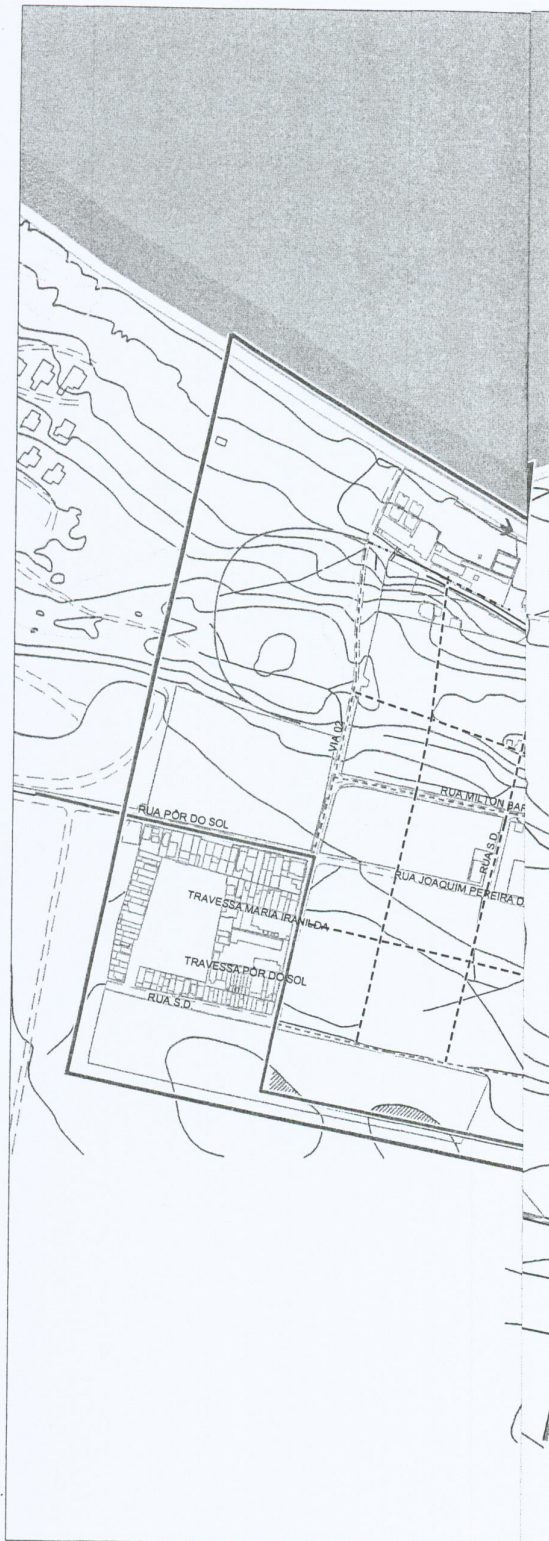 VIA 02
RUA MILTON BAR
RUA PÔR DO SOL
RUA S.D.
RUA JOAQUIM PEREIRA D
TRAVESSA MARIA IRANILDA
TRAVESSA PÔR DO SOL
RUA S.D.